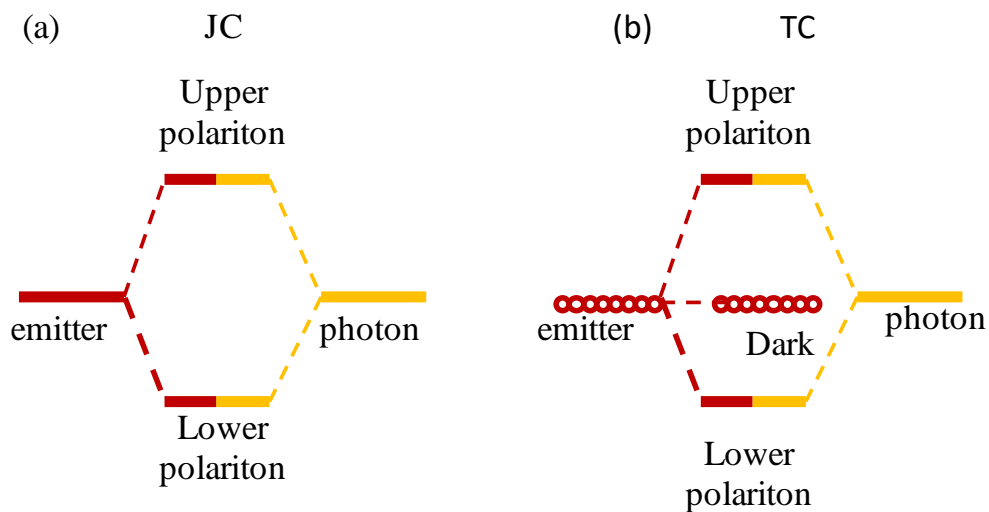 (a) JC
Upper
polariton
emitter
photon
Lower
polariton
(b) TC
Upper
polariton
emitter
Dark
photon
Lower
polariton